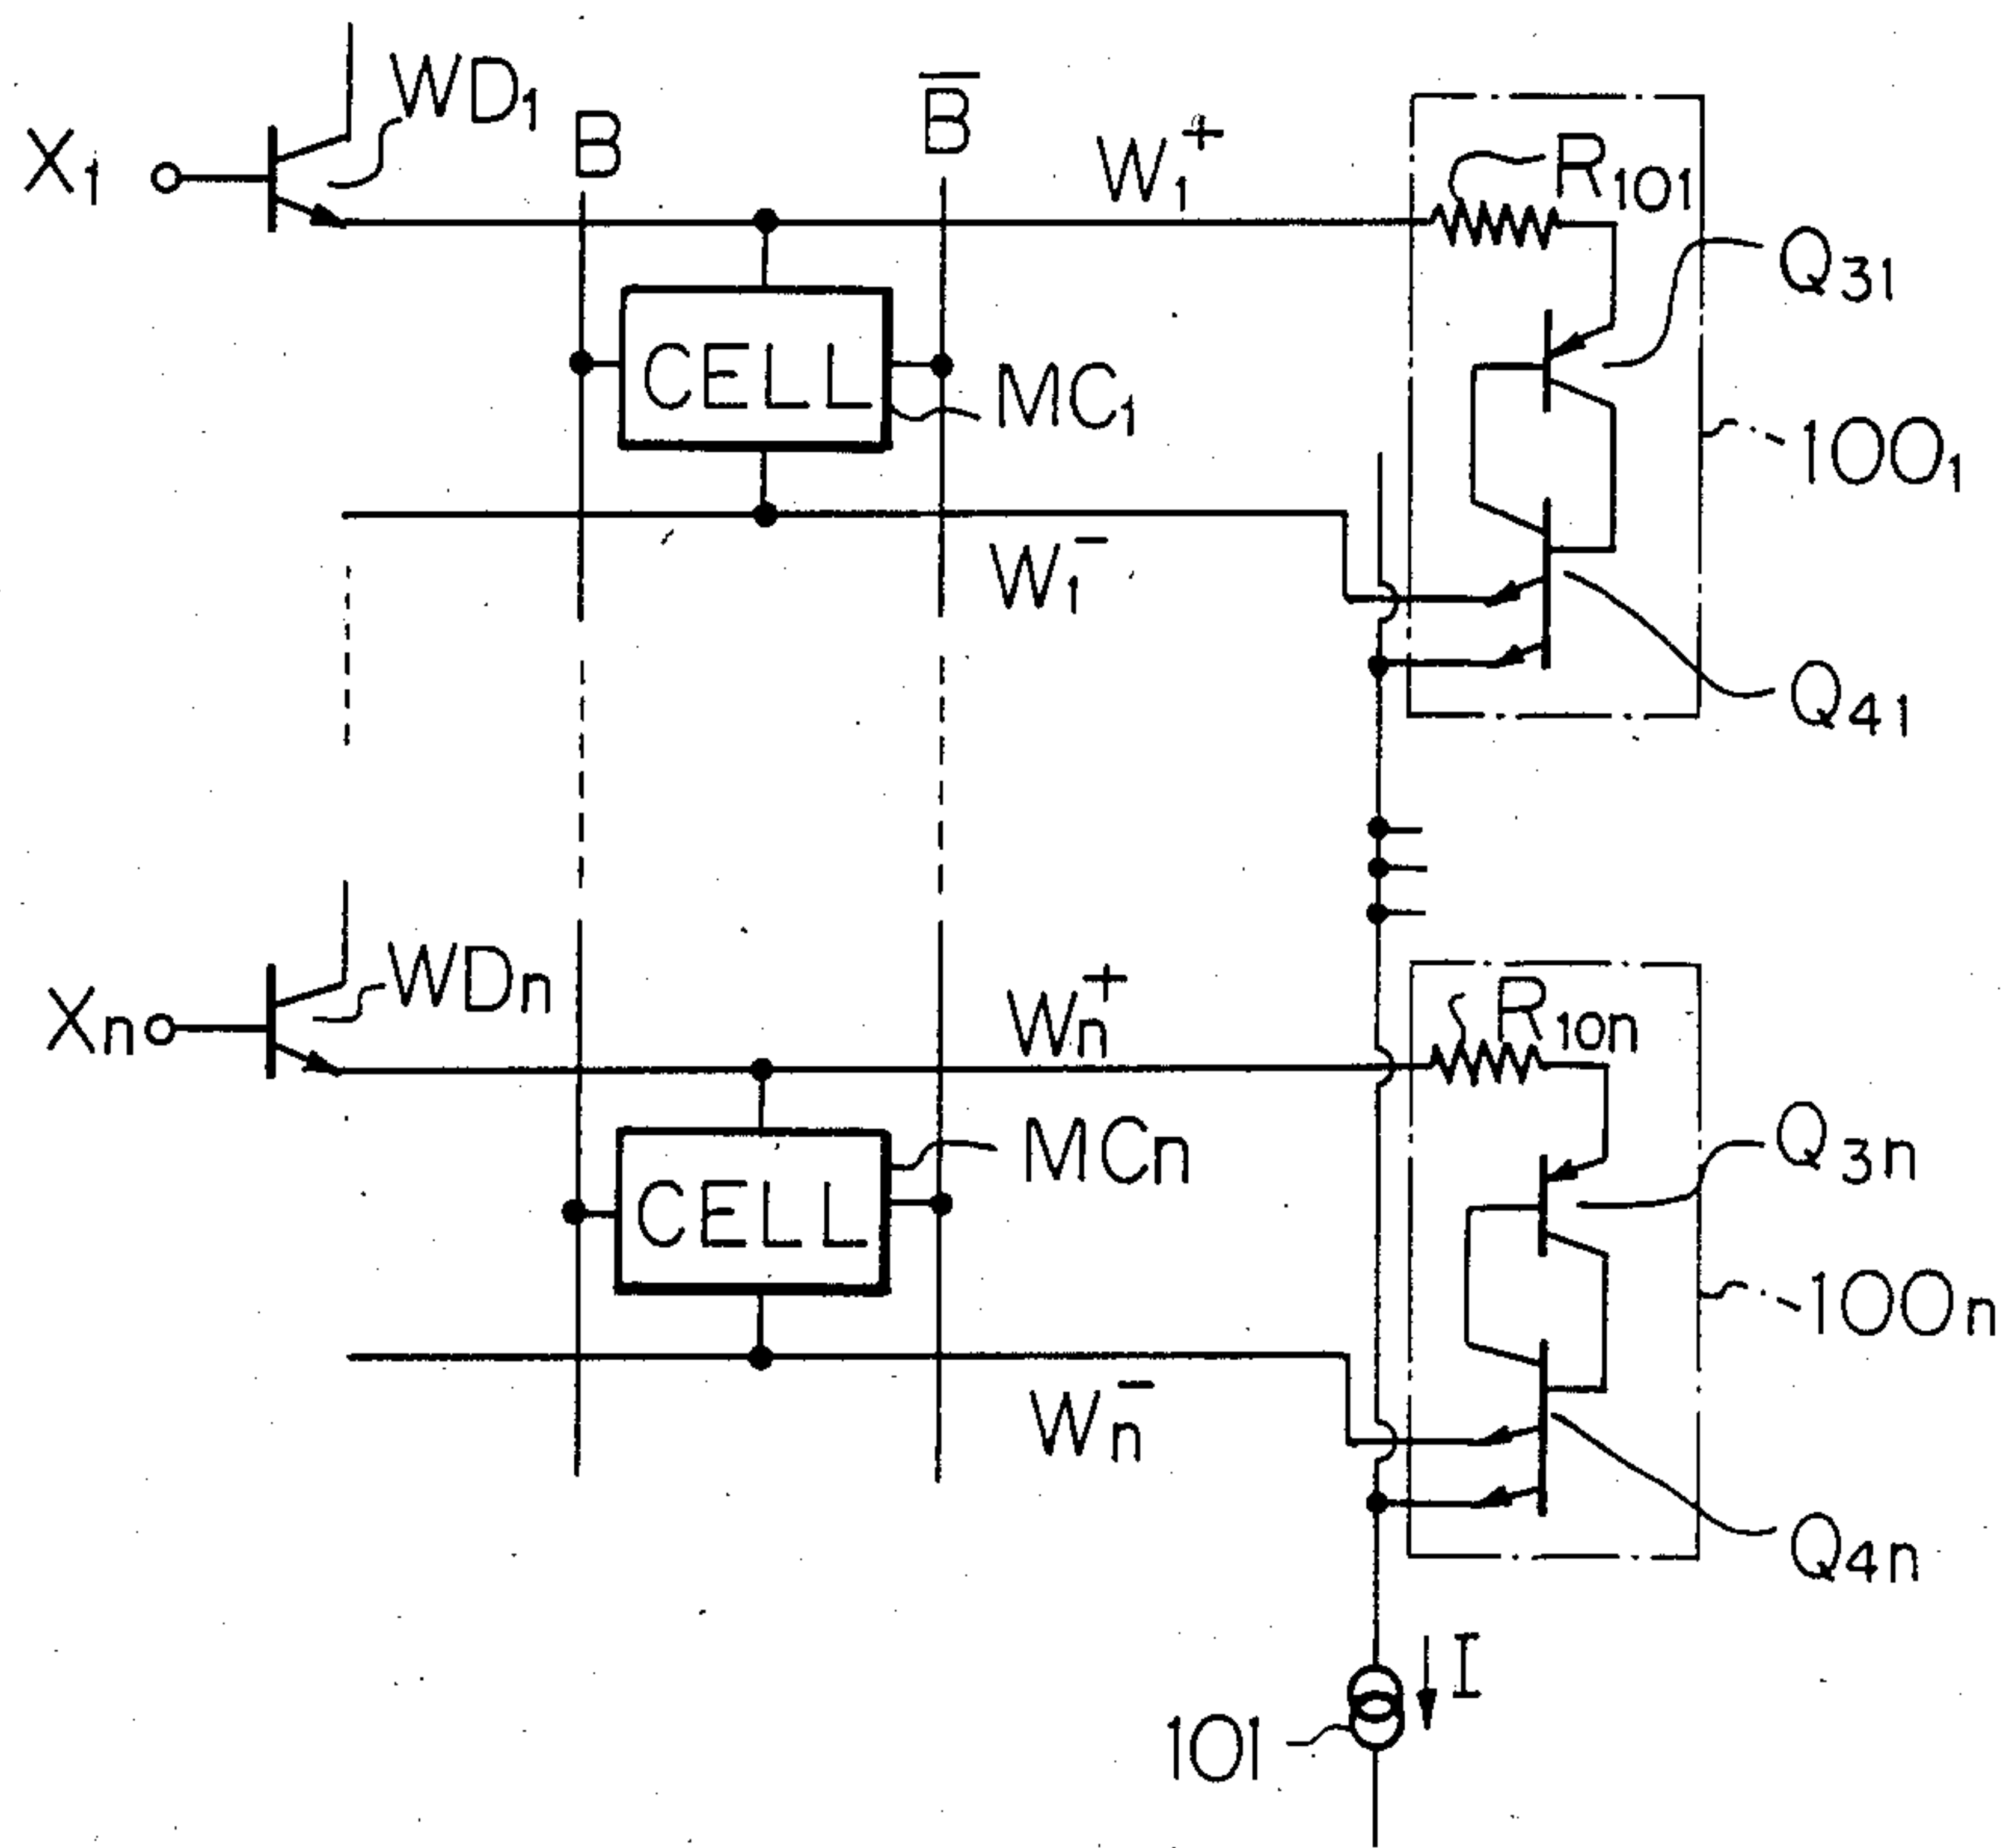 X₁
WD₁
B
B̅
W₁⁺
R₁₀₁
Q₃₁
CELL
MC₁
100₁
W₁⁻
Q₄₁
Xn
WDn
Wn⁺
R₁₀n
Q₃n
MCn
CELL
100n
Wn⁻
Q₄n
I
101